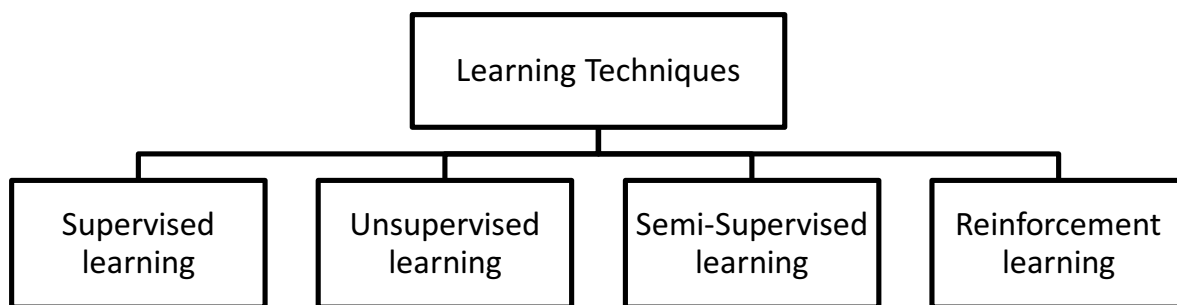 Learning Techniques
Supervised
learning
Unsupervised
learning
Semi-Supervised
learning
Reinforcement
learning